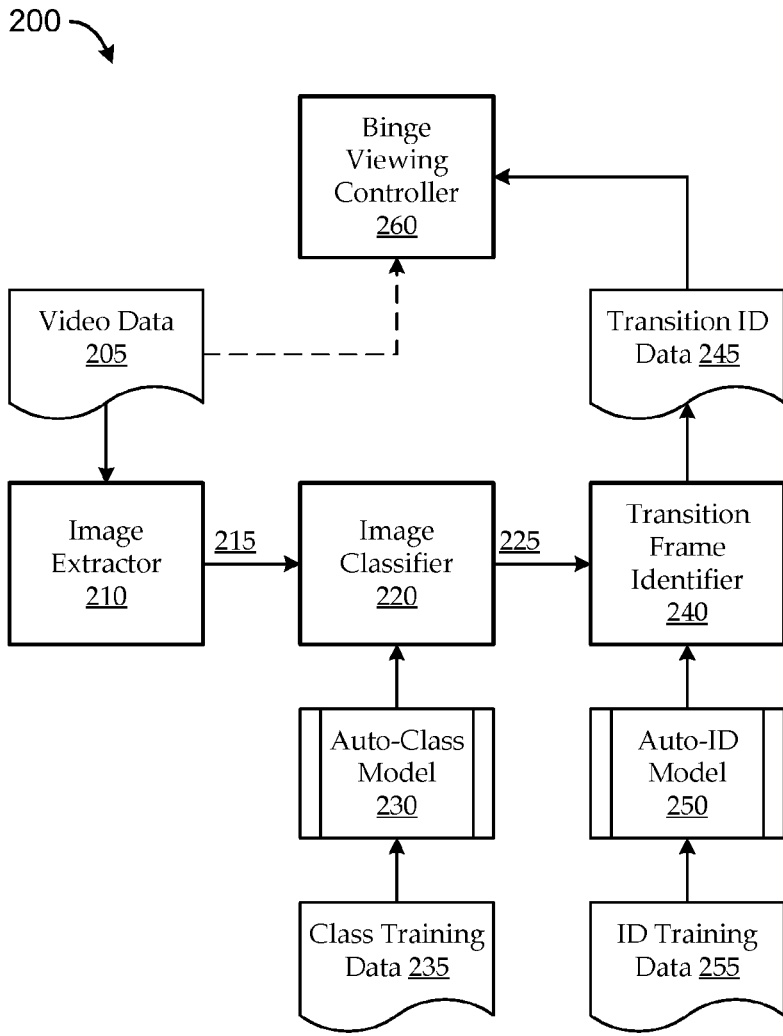 200
Binge
Viewing
Controller
260
Video Data
205
Transition ID
Data 245
Image
Extractor
210
215
Image
Classifier
220
225
Transition
Frame
Identifier
240
Auto-Class
Model
230
Auto-ID
Model
250
Class Training
Data 235
ID Training
Data 255